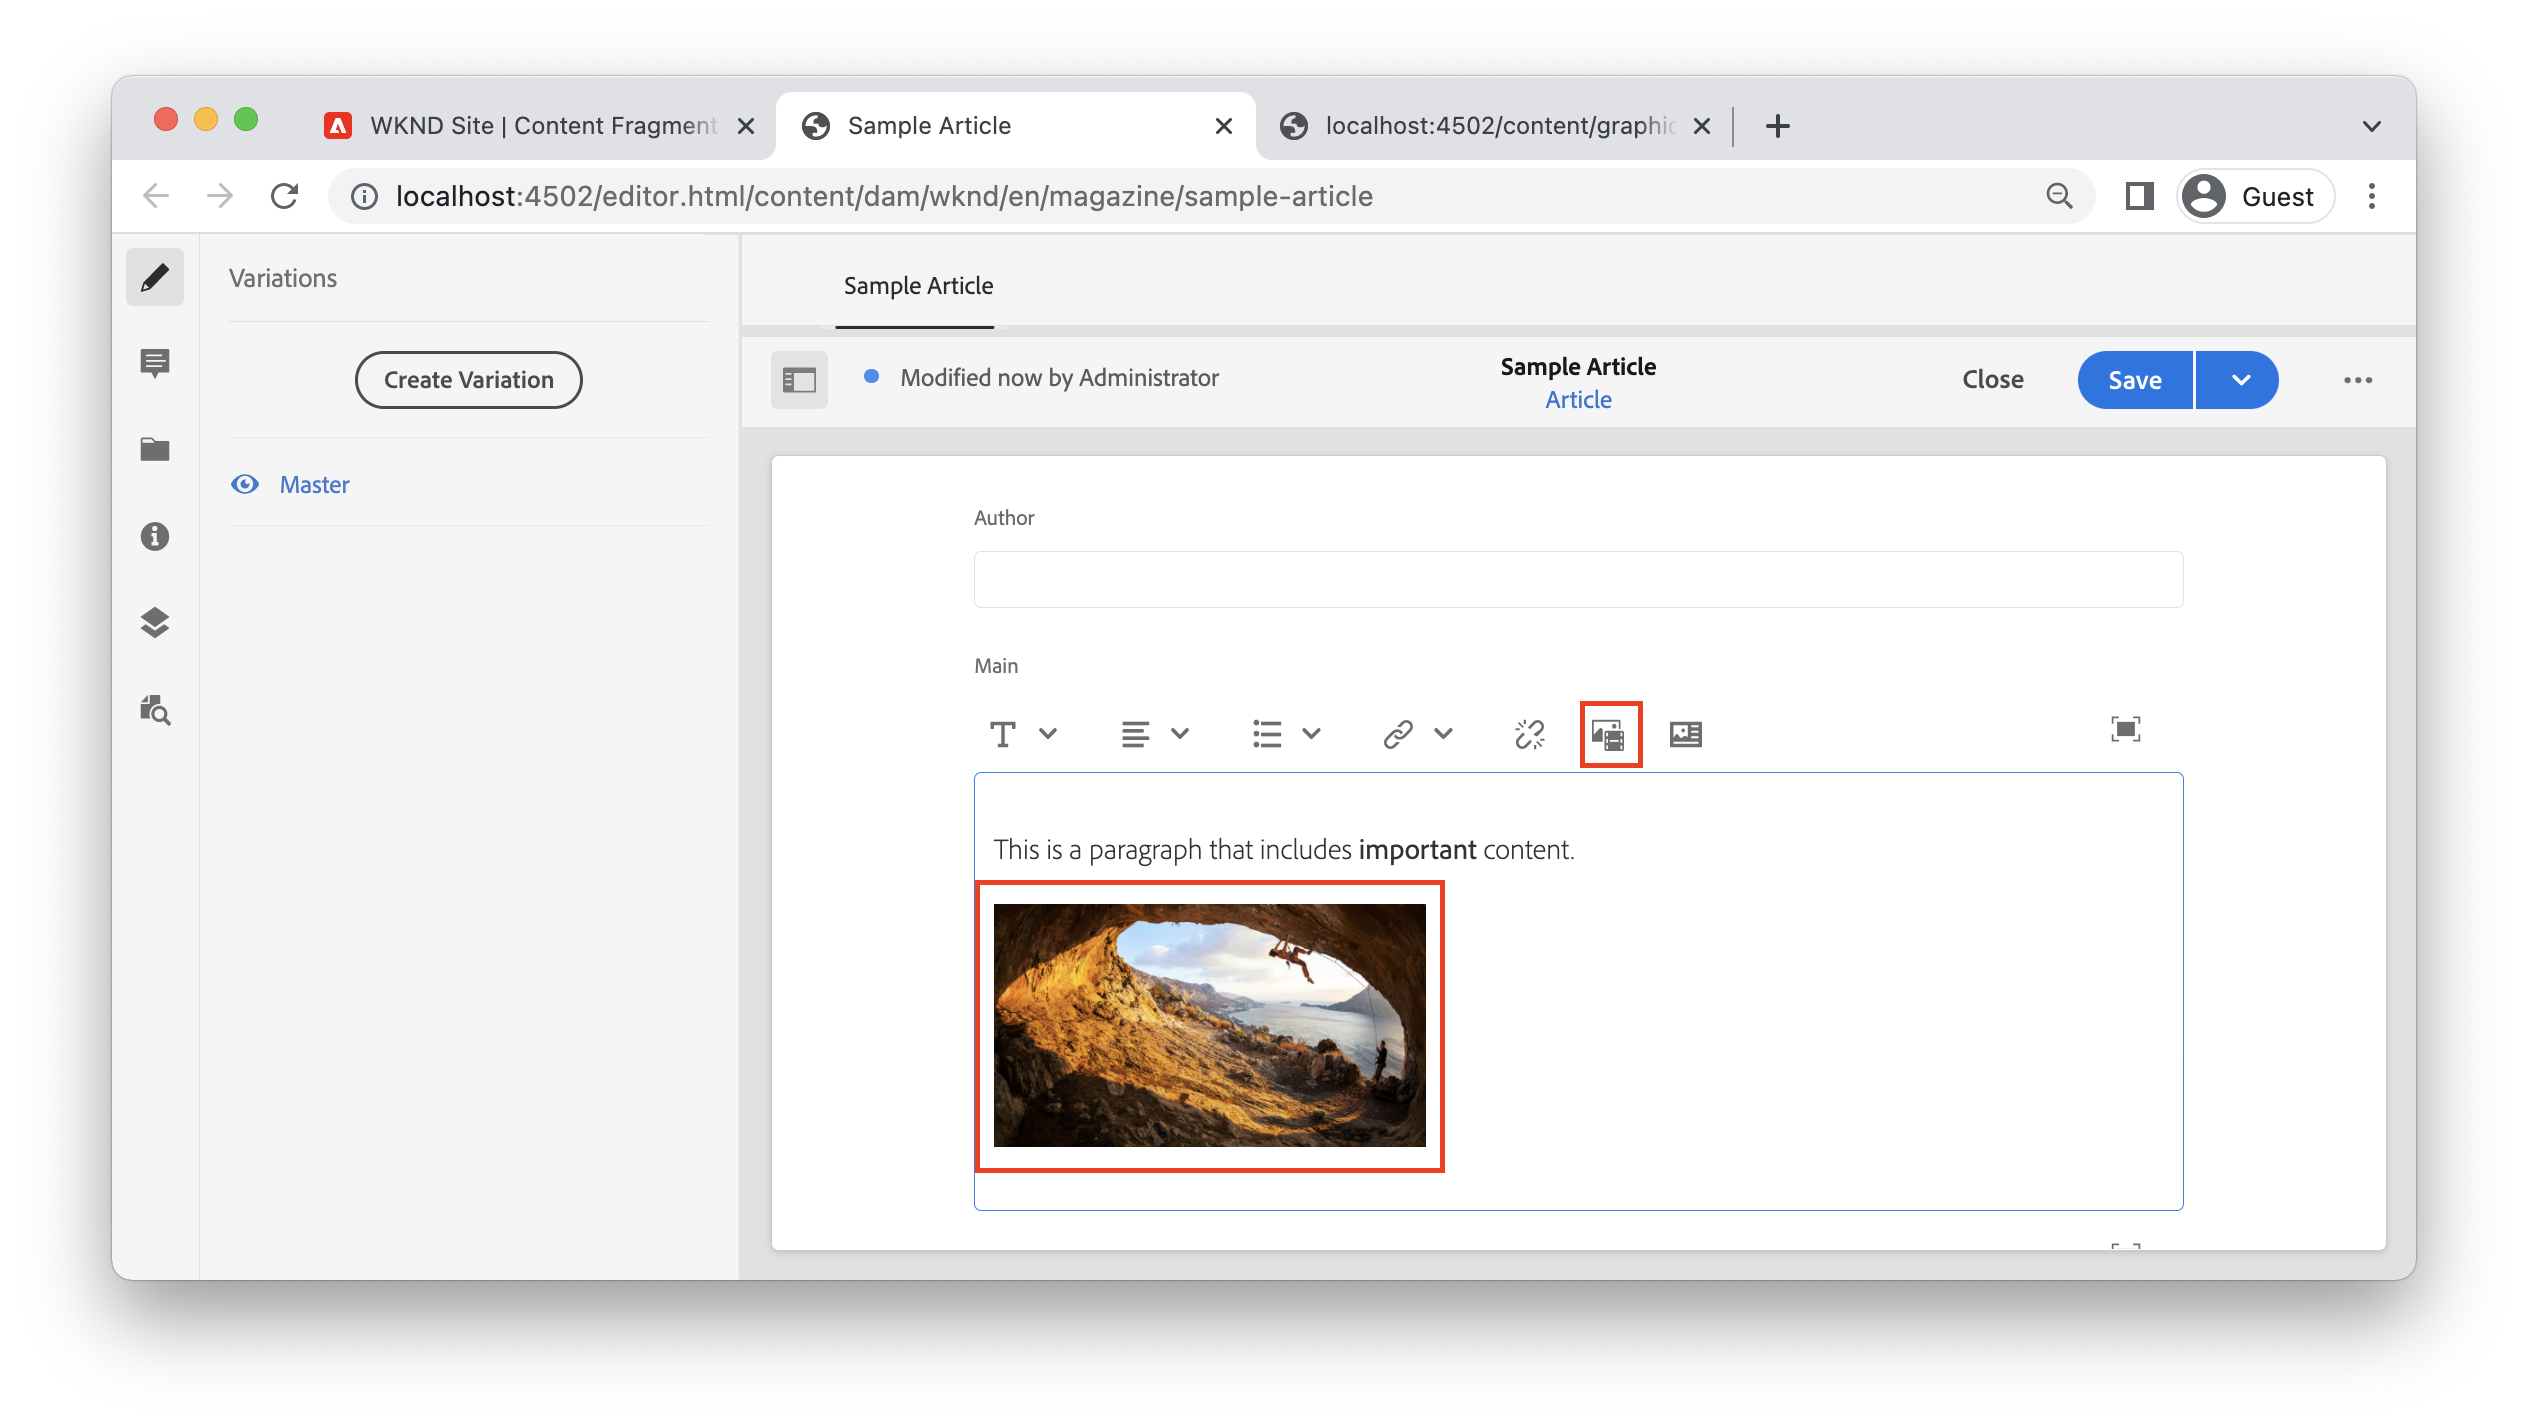 WKND Site | Content Fragment
Sample Article
localhost:4502/content/graphic
localhost:4502/editor.html/content/dam/wknd/en/magazine/sample-article
Guest
Variations
Create Variation
Master
Sample Article
Modified now by Administrator
Sample Article
Article
Close
Save
Author
Main
This is a paragraph that includes important content.